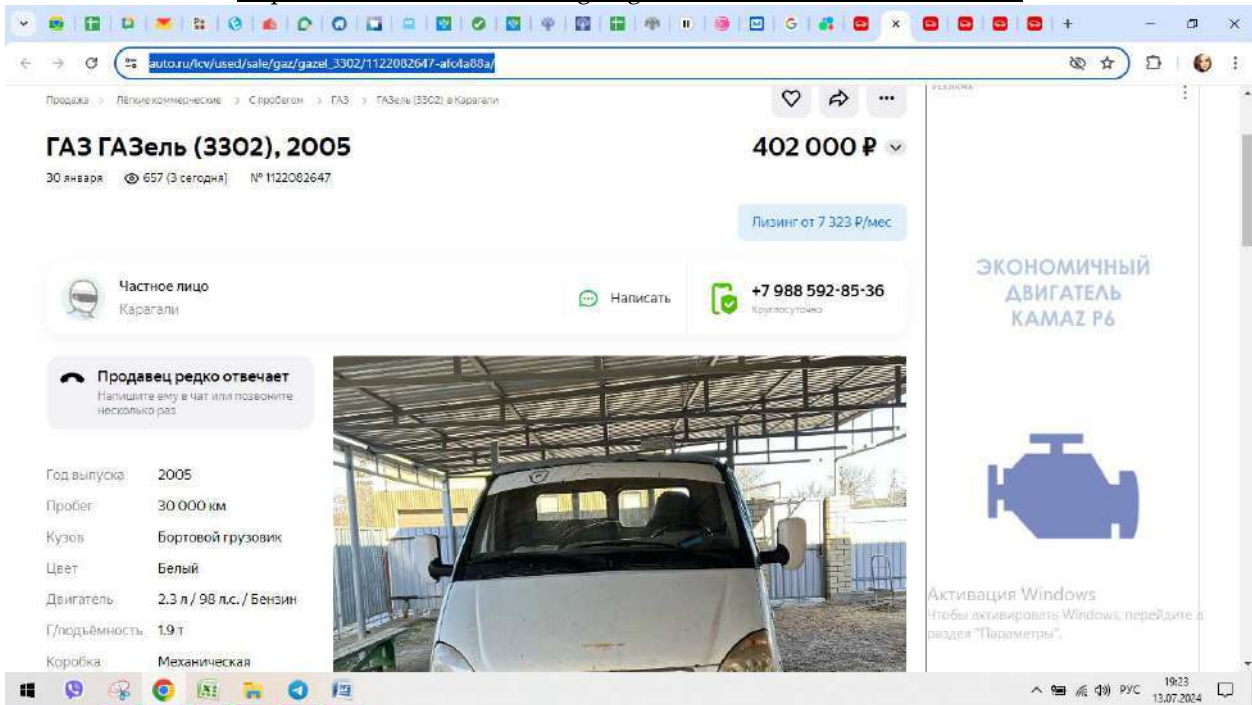 auto.ru/lcv/used/sale/gaz/gazel_3302/1122082647-afc4a88a/
Продажа > Лёгкие коммерческие > С пробегом > ГАЗ > ГАЗель (3302) в Карагали
РЕКЛАМА
ГАЗ ГАЗель (3302), 2005
402 000 ₽
30 января 657 (3 сегодня) № 1122082647
Лизинг от 7 323 ₽/мес
Частное лицо
Карагали
Написать
+7 988 592-85-36
Круглосуточно
ЭКОНОМИЧНЫЙ
ДВИГАТЕЛЬ
KAMAZ P6
Продавец редко отвечает
Напишите ему в чат или позвоните
несколько раз
Год выпуска 2005
Пробег 30 000 км
Кузов Бортовой грузовик
Цвет Белый
Двигатель 2.3 л / 98 л.с. / Бензин
Г/подъёмность 1.9 т
Коробка Механическая
Активация Windows
Чтобы активировать Windows, перейдите в
раздел "Параметры".
РУС
19:23
13.07.2024